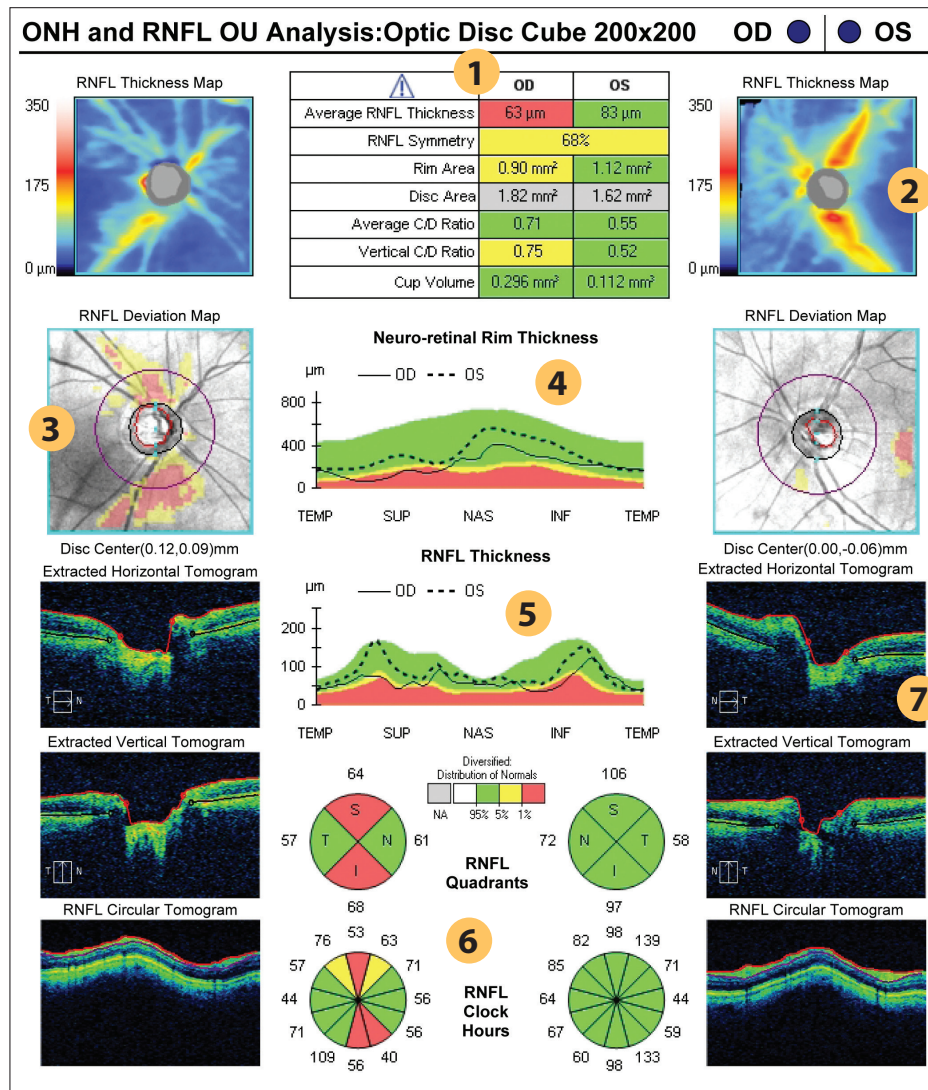 ONH and RNFL OU Analysis:Optic Disc Cube 200x200 OD OS
RNFL Thickness Map
350
175
0 µm
1
OD OS
Average RNFL Thickness 63 µm 83 µm
RNFL Symmetry 68%
Rim Area 0.90 mm² 1.12 mm²
Disc Area 1.82 mm² 1.62 mm²
Average C/D Ratio 0.71 0.55
Vertical C/D Ratio 0.75 0.52
Cup Volume 0.296 mm³ 0.112 mm³
RNFL Thickness Map
350
175
0 µm
2
RNFL Deviation Map
3
Disc Center(0.12,0.09)mm
Neuro-retinal Rim Thickness
µm OD OS
4
800
400
0
TEMP SUP NAS INF TEMP
RNFL Deviation Map
Disc Center(0.00,-0.06)mm
Extracted Horizontal Tomogram
T N
RNFL Thickness
µm OD OS
5
200
100
0
TEMP SUP NAS INF TEMP
Extracted Horizontal Tomogram
7
T N
Extracted Vertical Tomogram
T N
Diversified:
Distribution of Normals
NA 95% 5% 1%
64
57 S T N I 61
68
RNFL
Quadrants
106
72 S N T I 58
97
Extracted Vertical Tomogram
T N
RNFL Circular Tomogram
53
76 63
57 71
44 56
71 56
109 40
56
6
RNFL
Clock
Hours
98
82 139
85 71
64 44
67 59
60 133
98
RNFL Circular Tomogram